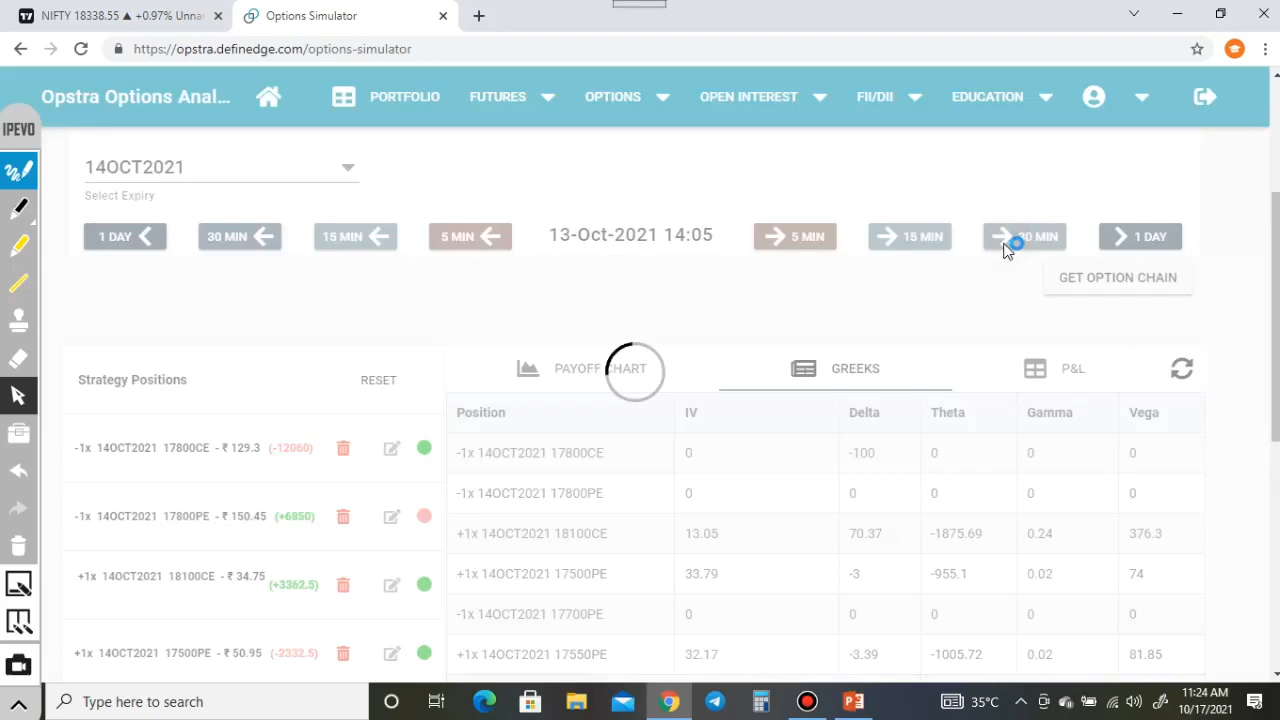 NIFTY 18338.55 ▲ +0.97% Unnar
Options Simulator
https://opstra.definedge.com/options-simulator
Opstra Options Anal...
PORTFOLIO
FUTURES
OPTIONS
OPEN INTEREST
FII/DII
EDUCATION
IPEVO
14OCT2021
Select Expiry
1 DAY
30 MIN
15 MIN
5 MIN
13-Oct-2021 14:05
5 MIN
15 MIN
30 MIN
1 DAY
GET OPTION CHAIN
Strategy Positions
RESET
PAYOFF CHART
GREEKS
P&L
Position IV Delta Theta Gamma Vega
-1x 14OCT2021 17800CE - ₹ 129.3 (-12060)
-1x 14OCT2021 17800PE - ₹ 150.45 (+6850)
+1x 14OCT2021 18100CE - ₹ 34.75 (+3362.5)
+1x 14OCT2021 17500PE - ₹ 50.95 (-2332.5)
-1x 14OCT2021 17800CE 0 -100 0 0 0
-1x 14OCT2021 17800PE 0 0 0 0 0
+1x 14OCT2021 18100CE 13.05 70.37 -1875.69 0.24 376.3
+1x 14OCT2021 17500PE 33.79 -3 -955.1 0.02 74
-1x 14OCT2021 17700PE 0 0 0 0 0
+1x 14OCT2021 17550PE 32.17 -3.39 -1005.72 0.02 81.85
Type here to search
35°C
11:24 AM
10/17/2021